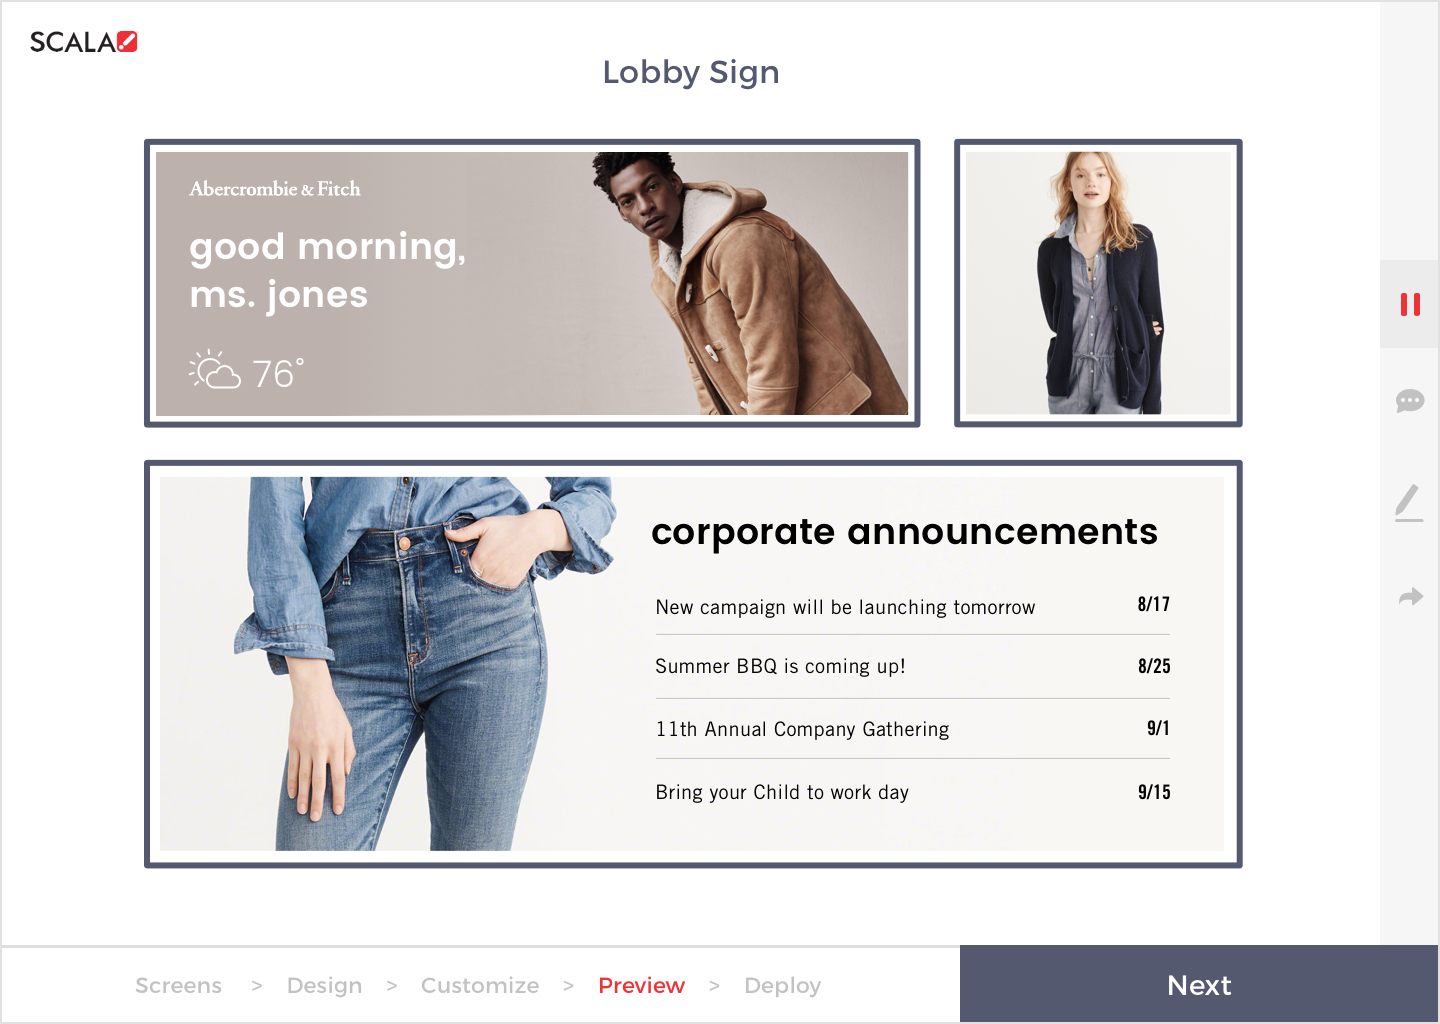 SCALA
Lobby Sign
Abercrombie & Fitch
good morning,
ms. jones
76°
corporate announcements
New campaign will be launching tomorrow 8/17
Summer BBQ is coming up! 8/25
11th Annual Company Gathering 9/1
Bring your Child to work day 9/15
Screens > Design > Customize > Preview > Deploy
Next